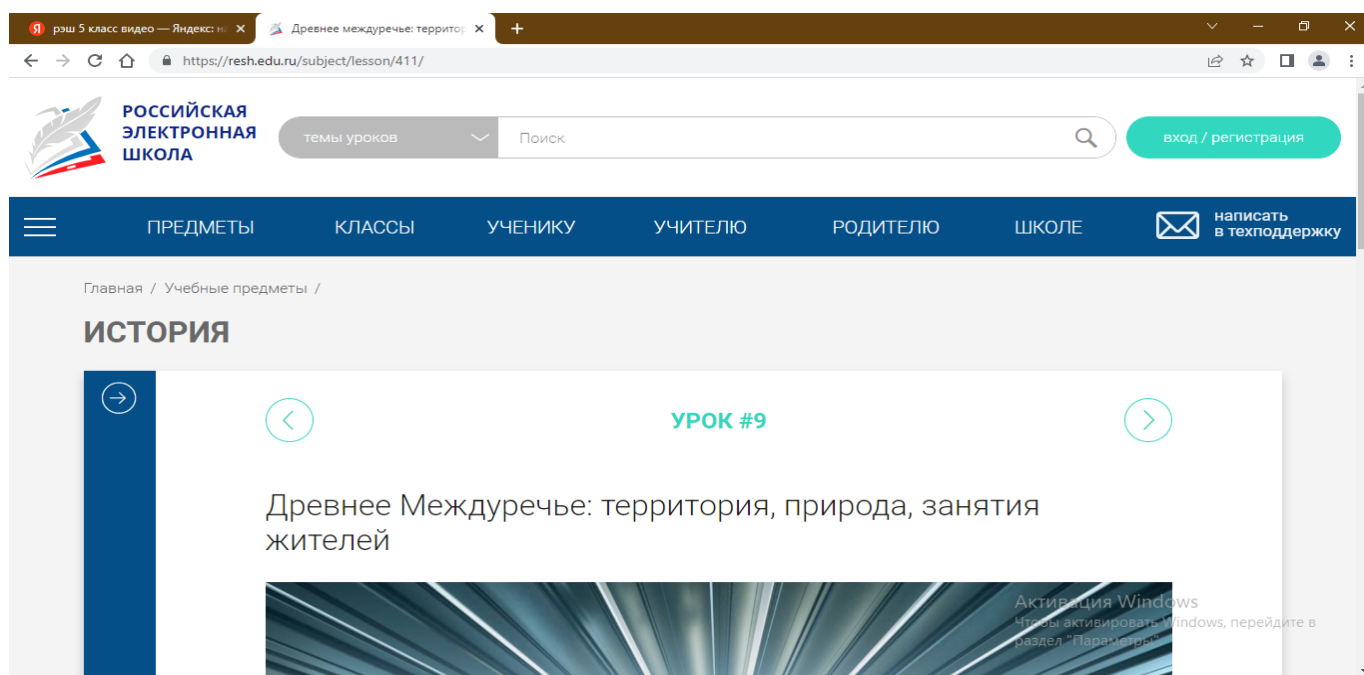 Я рэш 5 класс видео — Яндекс: на
Древнее междуречье: территор
https://resh.edu.ru/subject/lesson/411/
РОССИЙСКАЯ
ЭЛЕКТРОННАЯ
ШКОЛА
темы уроков
Поиск
вход / регистрация
ПРЕДМЕТЫ КЛАССЫ УЧЕНИКУ УЧИТЕЛЮ РОДИТЕЛЮ ШКОЛЕ
написать
в техподдержку
Главная / Учебные предметы /
ИСТОРИЯ
УРОК #9
Древнее Междуречье: территория, природа, занятия
жителей
Активация Windows
Чтобы активировать Windows, перейдите в
раздел "Параметры".